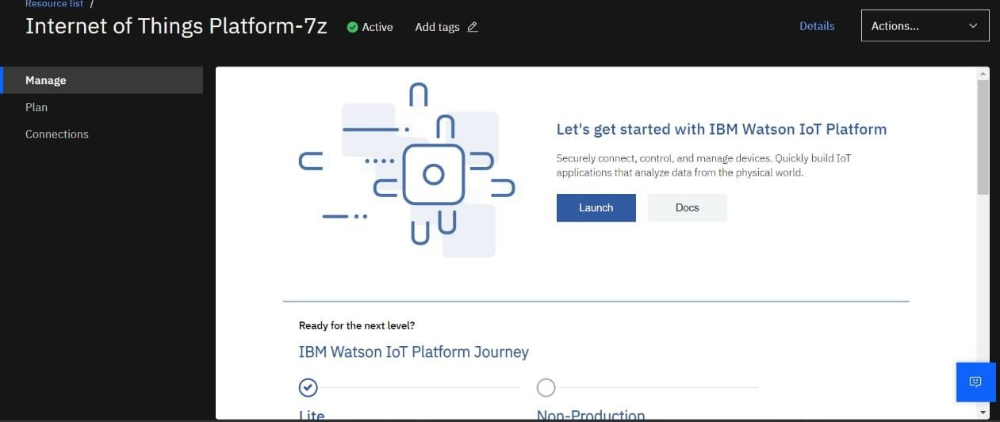 Resource list /
Internet of Things Platform-7z Active Add tags Details Actions...
Manage
Plan
Connections
Let's get started with IBM Watson IoT Platform
Securely connect, control, and manage devices. Quickly build IoT
applications that analyze data from the physical world.
Launch Docs
Ready for the next level?
IBM Watson IoT Platform Journey
Lite Non-Production